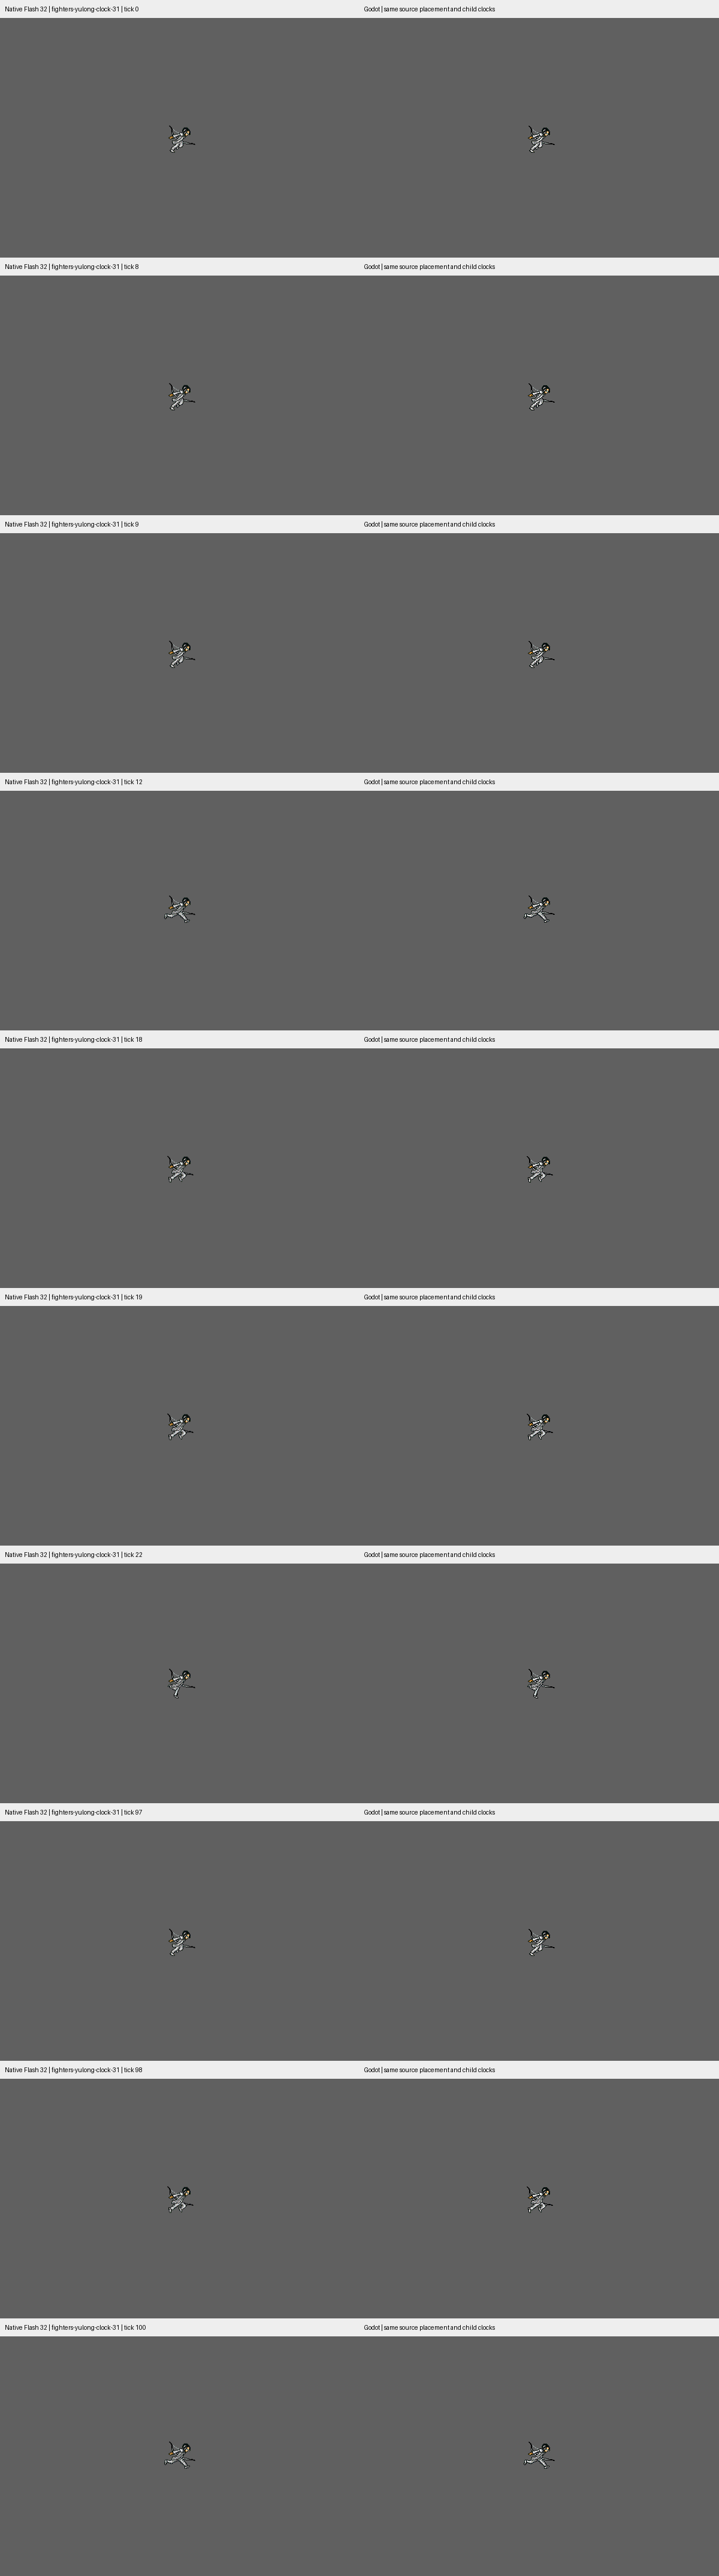 Native Flash 32 | fighters-yulong-clock-31 | tick 0
Godot | same source placement and child clocks
Native Flash 32 | fighters-yulong-clock-31 | tick 8
Godot | same source placement and child clocks
Native Flash 32 | fighters-yulong-clock-31 | tick 9
Godot | same source placement and child clocks
Native Flash 32 | fighters-yulong-clock-31 | tick 12
Godot | same source placement and child clocks
Native Flash 32 | fighters-yulong-clock-31 | tick 18
Godot | same source placement and child clocks
Native Flash 32 | fighters-yulong-clock-31 | tick 19
Godot | same source placement and child clocks
Native Flash 32 | fighters-yulong-clock-31 | tick 22
Godot | same source placement and child clocks
Native Flash 32 | fighters-yulong-clock-31 | tick 97
Godot | same source placement and child clocks
Native Flash 32 | fighters-yulong-clock-31 | tick 98
Godot | same source placement and child clocks
Native Flash 32 | fighters-yulong-clock-31 | tick 100
Godot | same source placement and child clocks